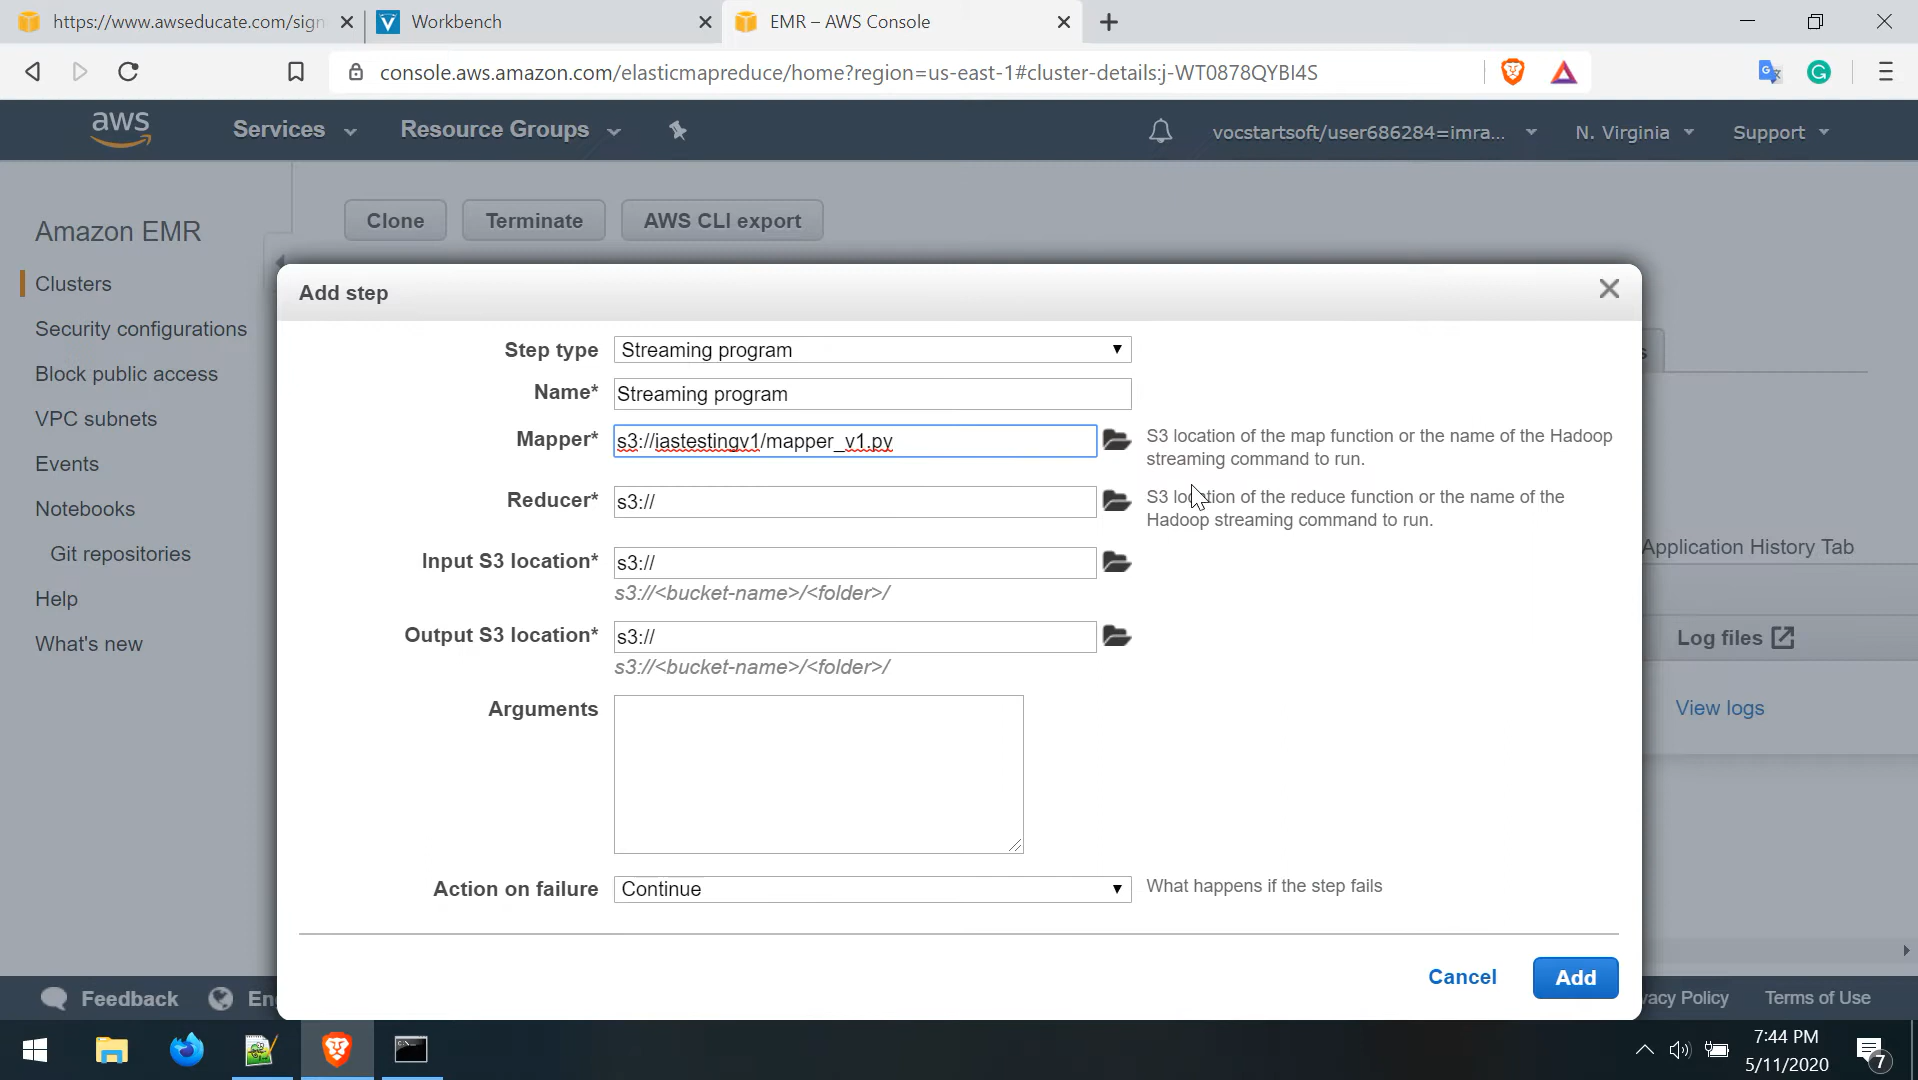 https://www.awseducate.com/sign
Workbench
EMR – AWS Console
console.aws.amazon.com/elasticmapreduce/home?region=us-east-1#cluster-details:j-WT0878QYBI4S
aws
Services
Resource Groups
vocstartsoft/user686284=imra...
N. Virginia
Support
Amazon EMR
Clone
Terminate
AWS CLI export
Clusters
Security configurations
Block public access
VPC subnets
Events
Notebooks
Git repositories
Help
What's new
Add step
Step type
Streaming program
Name*
Streaming program
Mapper*
s3://iastestingv1/mapper_v1.py
S3 location of the map function or the name of the Hadoop
streaming command to run.
Reducer*
s3://
S3 location of the reduce function or the name of the
Hadoop streaming command to run.
Input S3 location*
s3://
s3://<bucket-name>/<folder>/
Output S3 location*
s3://
s3://<bucket-name>/<folder>/
Arguments
Action on failure
Continue
What happens if the step fails
Cancel
Add
s
Application History Tab
Log files
View logs
Feedback
En
vacy Policy
Terms of Use
7:44 PM
5/11/2020
7